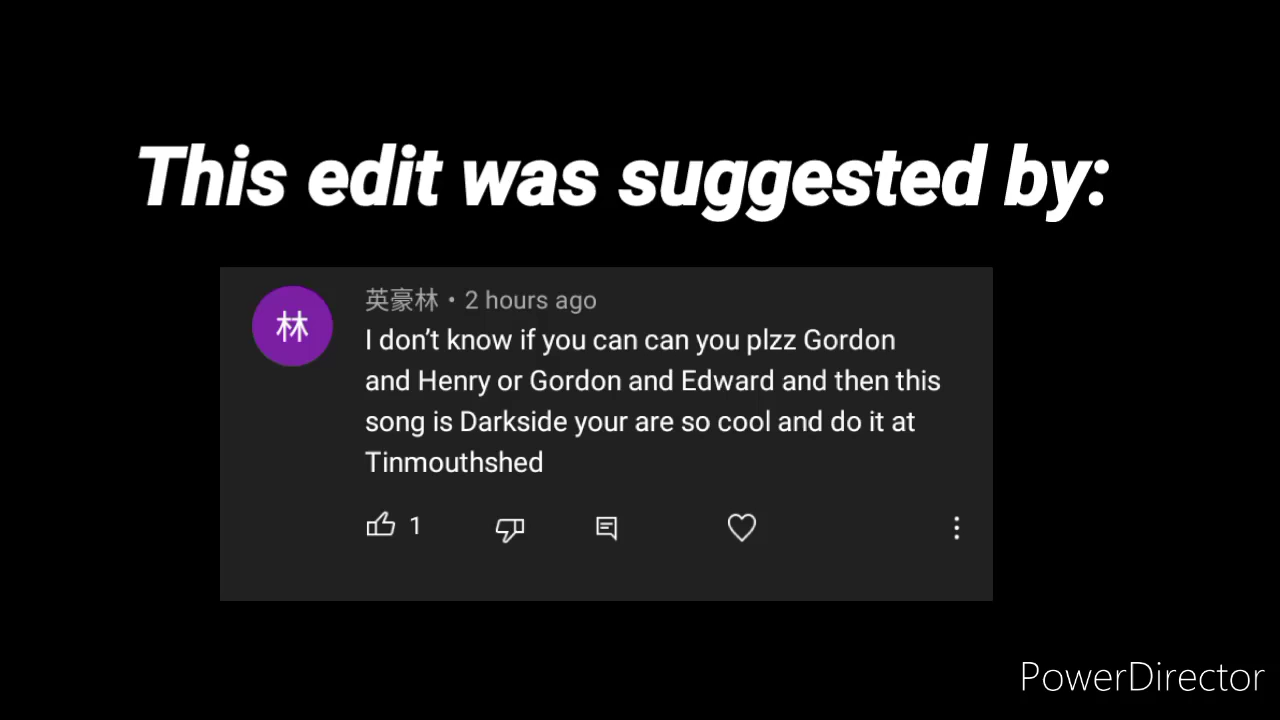 This edit was suggested by:
林
英豪林 • 2 hours ago
I don’t know if you can can you plzz Gordon
and Henry or Gordon and Edward and then this
song is Darkside your are so cool and do it at
Tinmouthshed
1
PowerDirector